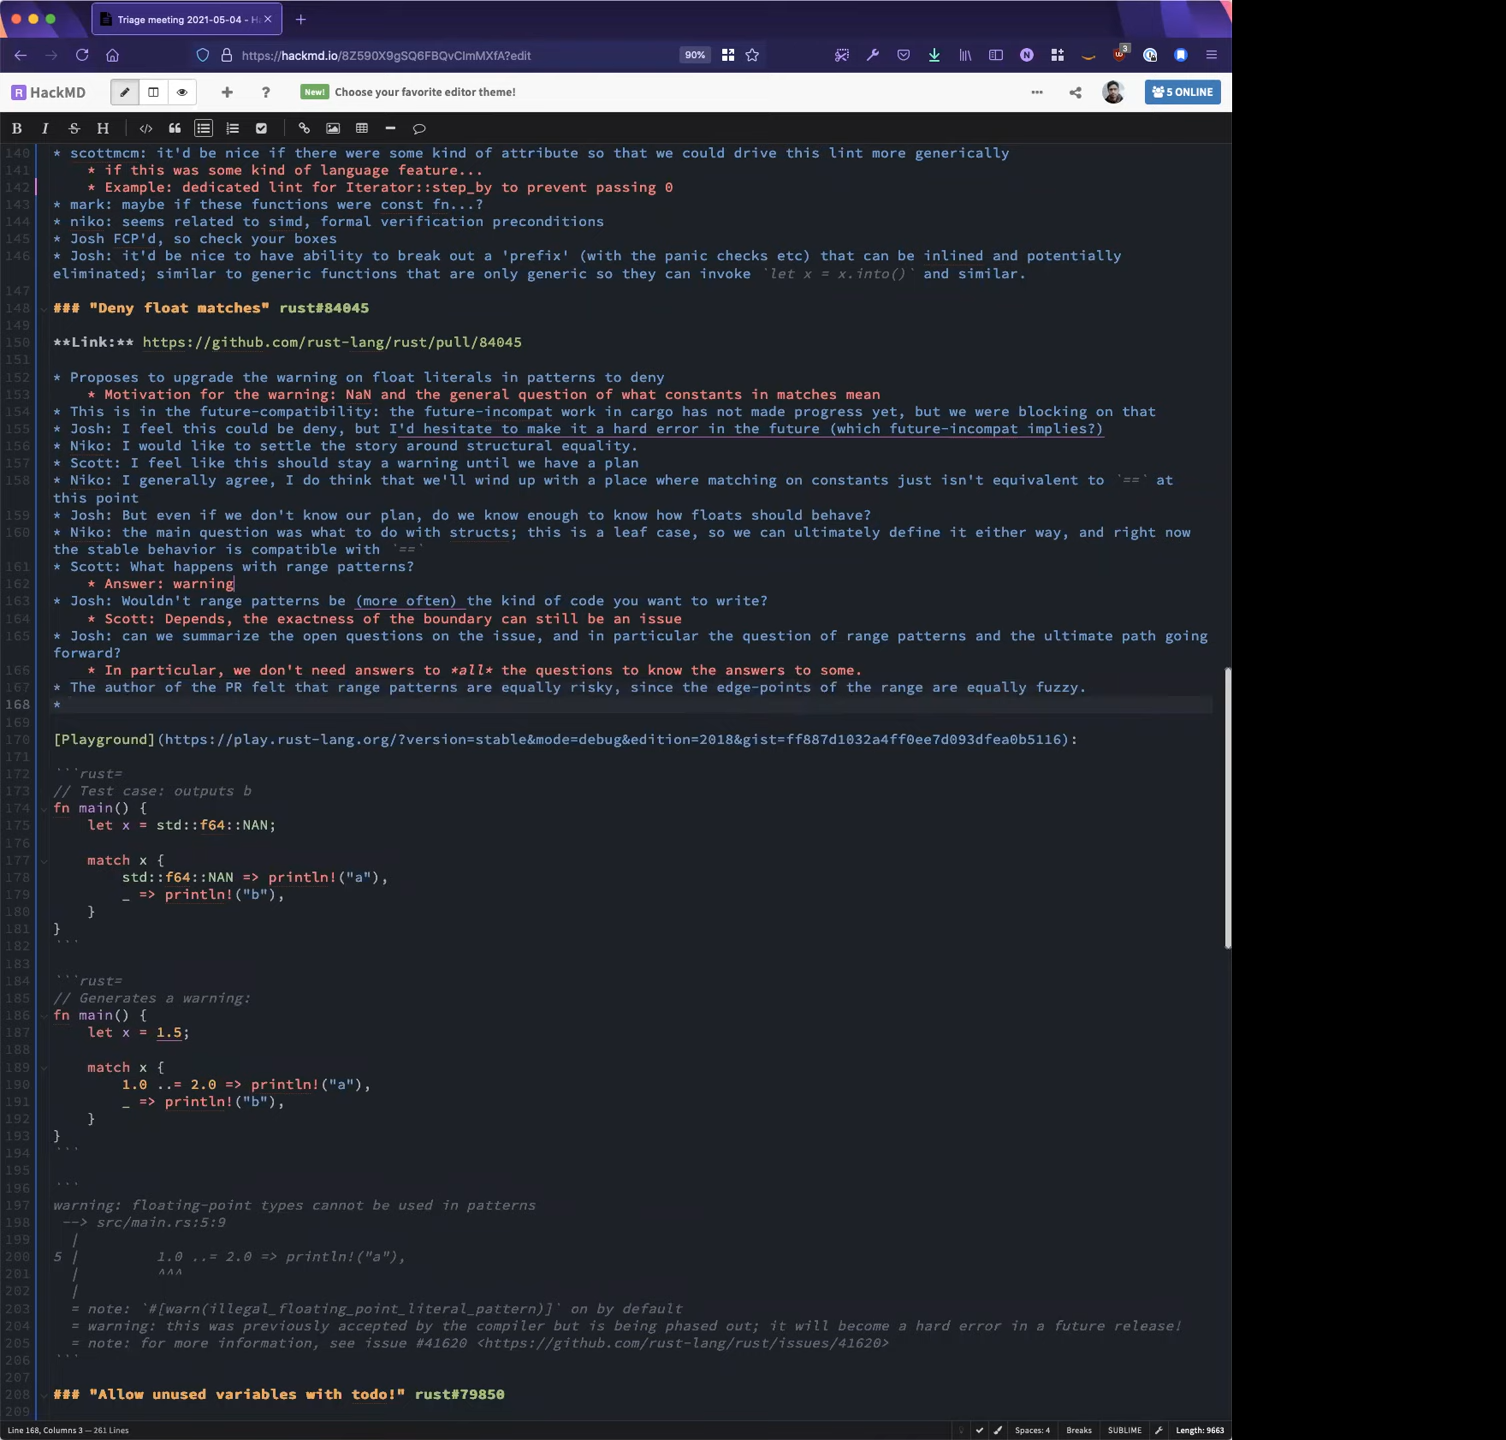 Triage meeting 2021-05-04 - H
https://hackmd.io/8Z590X9gSQ6FBQvClmMXfA?edit
90%
3
HackMD
New!
Choose your favorite editor theme!
5 ONLINE
B I S H
140 * scottmcm: it'd be nice if there were some kind of attribute so that we could drive this lint more generically
141 * if this was some kind of language feature...
142 * Example: dedicated lint for Iterator::step_by to prevent passing 0
143 * mark: maybe if these functions were const fn...?
144 * niko: seems related to simd, formal verification preconditions
145 * Josh FCP'd, so check your boxes
146 * Josh: it'd be nice to have ability to break out a 'prefix' (with the panic checks etc) that can be inlined and potentially
eliminated; similar to generic functions that are only generic so they can invoke `let x = x.into()` and similar.
147
148 ### "Deny float matches" rust#84045
149
150 **Link:** https://github.com/rust-lang/rust/pull/84045
151
152 * Proposes to upgrade the warning on float literals in patterns to deny
153 * Motivation for the warning: NaN and the general question of what constants in matches mean
154 * This is in the future-compatibility: the future-incompat work in cargo has not made progress yet, but we were blocking on that
155 * Josh: I feel this could be deny, but I'd hesitate to make it a hard error in the future (which future-incompat implies?)
156 * Niko: I would like to settle the story around structural equality.
157 * Scott: I feel like this should stay a warning until we have a plan
158 * Niko: I generally agree, I do think that we'll wind up with a place where matching on constants just isn't equivalent to `==` at
this point
159 * Josh: But even if we don't know our plan, do we know enough to know how floats should behave?
160 * Niko: the main question was what to do with structs; this is a leaf case, so we can ultimately define it either way, and right now
the stable behavior is compatible with `==`
161 * Scott: What happens with range patterns?
162 * Answer: warning
163 * Josh: Wouldn't range patterns be (more often) the kind of code you want to write?
164 * Scott: Depends, the exactness of the boundary can still be an issue
165 * Josh: can we summarize the open questions on the issue, and in particular the question of range patterns and the ultimate path going
forward?
166 * In particular, we don't need answers to *all* the questions to know the answers to some.
167 * The author of the PR felt that range patterns are equally risky, since the edge-points of the range are equally fuzzy.
168 *
169
170 [Playground](https://play.rust-lang.org/?version=stable&mode=debug&edition=2018&gist=ff887d1032a4ff0ee7d093dfea0b5116):
171
172 ```rust=
173 // Test case: outputs b
174 fn main() {
175 let x = std::f64::NAN;
176
177 match x {
178 std::f64::NAN => println!("a"),
179 _ => println!("b"),
180 }
181 }
182 ```
183
184 ```rust=
185 // Generates a warning:
186 fn main() {
187 let x = 1.5;
188
189 match x {
190 1.0 ..= 2.0 => println!("a"),
191 _ => println!("b"),
192 }
193 }
194 ```
195
196 ```
197 warning: floating-point types cannot be used in patterns
198 --> src/main.rs:5:9
199 |
200 5 | 1.0 ..= 2.0 => println!("a"),
201 | ^^^
202 |
203 = note: `#[warn(illegal_floating_point_literal_pattern)]` on by default
204 = warning: this was previously accepted by the compiler but is being phased out; it will become a hard error in a future release!
205 = note: for more information, see issue #41620 <https://github.com/rust-lang/rust/issues/41620>
206 ```
207
208 ### "Allow unused variables with todo!" rust#79850
209
Line 168, Columns 3 — 261 Lines
Spaces: 4 Breaks SUBLIME Length: 9663